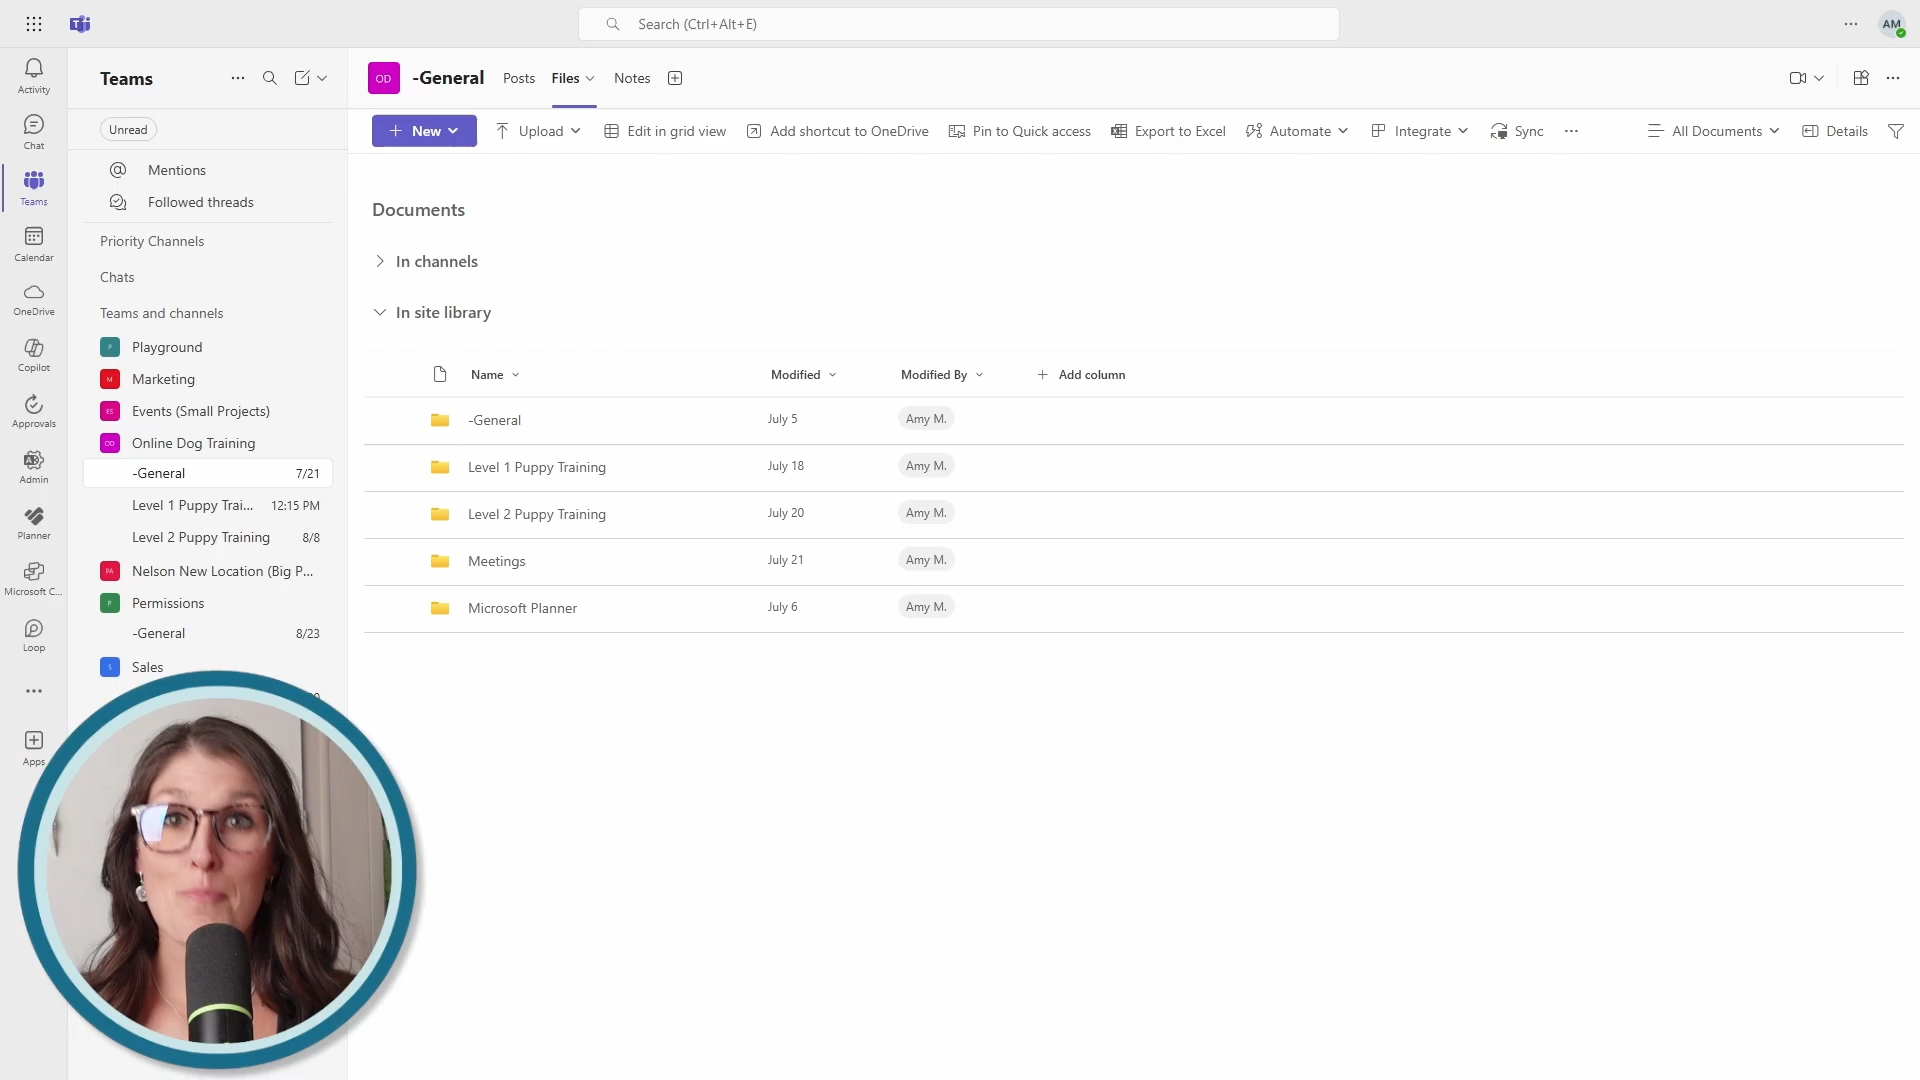 Search (Ctrl+Alt+E)
AM
Activity
Chat
Teams
Calendar
OneDrive
Copilot
Approvals
Admin
Planner
Microsoft C...
Loop
Apps
Teams
Unread
Mentions
Followed threads
Priority Channels
Chats
Teams and channels
P Playground
M Marketing
ES Events (Small Projects)
OD Online Dog Training
-General 7/21
Level 1 Puppy Trai... 12:15 PM
Level 2 Puppy Training 8/8
PA Nelson New Location (Big P...
P Permissions
-General 8/23
S Sales
OD -General Posts Files Notes
New Upload Edit in grid view Add shortcut to OneDrive Pin to Quick access Export to Excel Automate Integrate Sync All Documents Details
Documents
In channels
In site library
Name Modified Modified By Add column
-General July 5 Amy M.
Level 1 Puppy Training July 18 Amy M.
Level 2 Puppy Training July 20 Amy M.
Meetings July 21 Amy M.
Microsoft Planner July 6 Amy M.